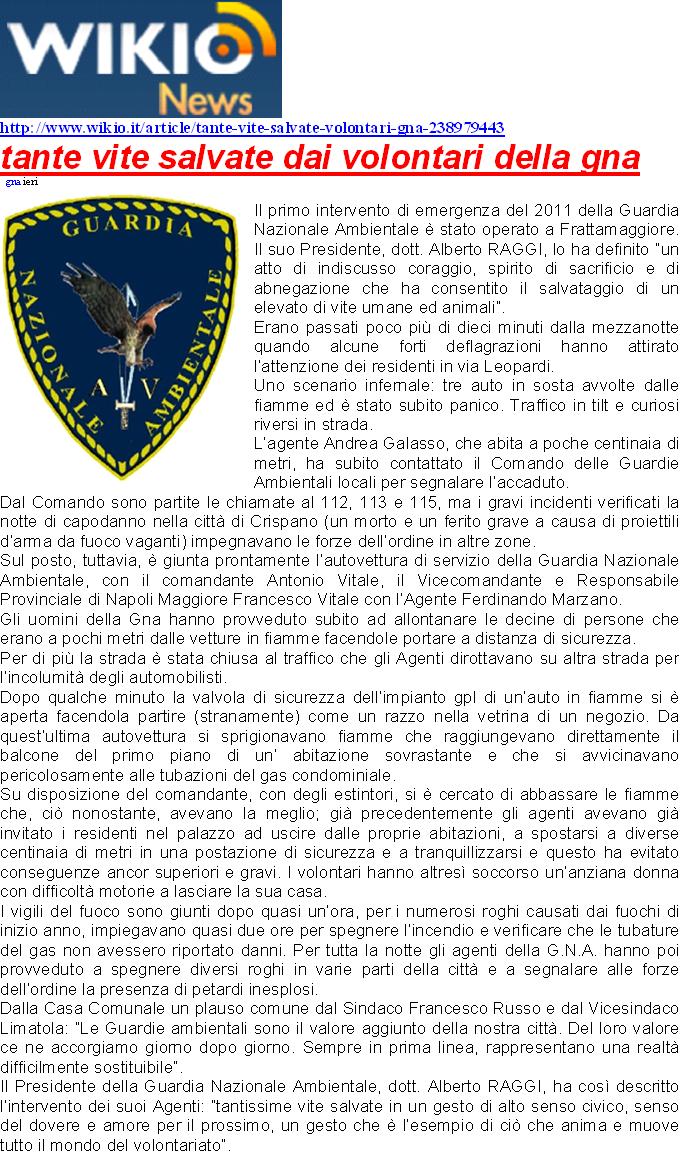 WIKIO
News
http://www.wikio.it/article/tante-vite-salvate-volontari-gna-238979443
tante vite salvate dai volontari della gna
gna ieri
GUARDIA
NAZIONALE
AMBIENTALE
A V
Il primo intervento di emergenza del 2011 della Guardia
Nazionale Ambientale è stato operato a Frattamaggiore.
Il suo Presidente, dott. Alberto RAGGI, lo ha definito "un
atto di indiscusso coraggio, spirito di sacrificio e di
abnegazione che ha consentito il salvataggio di un
elevato di vite umane ed animali".
Erano passati poco più di dieci minuti dalla mezzanotte
quando alcune forti deflagrazioni hanno attirato
l'attenzione dei residenti in via Leopardi.
Uno scenario infernale: tre auto in sosta avvolte dalle
fiamme ed è stato subito panico. Traffico in tilt e curiosi
riversi in strada.
L'agente Andrea Galasso, che abita a poche centinaia di
metri, ha subito contattato il Comando delle Guardie
Ambientali locali per segnalare l'accaduto.
Dal Comando sono partite le chiamate al 112, 113 e 115, ma i gravi incidenti verificati la
notte di capodanno nella città di Crispano (un morto e un ferito grave a causa di proiettili
d'arma da fuoco vaganti) impegnavano le forze dell'ordine in altre zone.
Sul posto, tuttavia, è giunta prontamente l'autovettura di servizio della Guardia Nazionale
Ambientale, con il comandante Antonio Vitale, il Vicecomandante e Responsabile
Provinciale di Napoli Maggiore Francesco Vitale con l'Agente Ferdinando Marzano.
Gli uomini della Gna hanno provveduto subito ad allontanare le decine di persone che
erano a pochi metri dalle vetture in fiamme facendole portare a distanza di sicurezza.
Per di più la strada è stata chiusa al traffico che gli Agenti dirottavano su altra strada per
l'incolumità degli automobilisti.
Dopo qualche minuto la valvola di sicurezza dell'impianto gpl di un'auto in fiamme si è
aperta facendola partire (stranamente) come un razzo nella vetrina di un negozio. Da
quest'ultima autovettura si sprigionavano fiamme che raggiungevano direttamente il
balcone del primo piano di un' abitazione sovrastante e che si avvicinavano
pericolosamente alle tubazioni del gas condominiale.
Su disposizione del comandante, con degli estintori, si è cercato di abbassare le fiamme
che, ciò nonostante, avevano la meglio; già precedentemente gli agenti avevano già
invitato i residenti nel palazzo ad uscire dalle proprie abitazioni, a spostarsi a diverse
centinaia di metri in una postazione di sicurezza e a tranquillizzarsi e questo ha evitato
conseguenze ancor superiori e gravi. I volontari hanno altresì soccorso un'anziana donna
con difficoltà motorie a lasciare la sua casa.
I vigili del fuoco sono giunti dopo quasi un'ora, per i numerosi roghi causati dai fuochi di
inizio anno, impiegavano quasi due ore per spegnere l'incendio e verificare che le tubature
del gas non avessero riportato danni. Per tutta la notte gli agenti della G.N.A. hanno poi
provveduto a spegnere diversi roghi in varie parti della città e a segnalare alle forze
dell'ordine la presenza di petardi inesplosi.
Dalla Casa Comunale un plauso comune dal Sindaco Francesco Russo e dal Vicesindaco
Limatola: "Le Guardie ambientali sono il valore aggiunto della nostra città. Del loro valore
ce ne accorgiamo giorno dopo giorno. Sempre in prima linea, rappresentano una realtà
difficilmente sostituibile".
Il Presidente della Guardia Nazionale Ambientale, dott. Alberto RAGGI, ha così descritto
l'intervento dei suoi Agenti: "tantissime vite salvate in un gesto di alto senso civico, senso
del dovere e amore per il prossimo, un gesto che è l'esempio di ciò che anima e muove
tutto il mondo del volontariato".